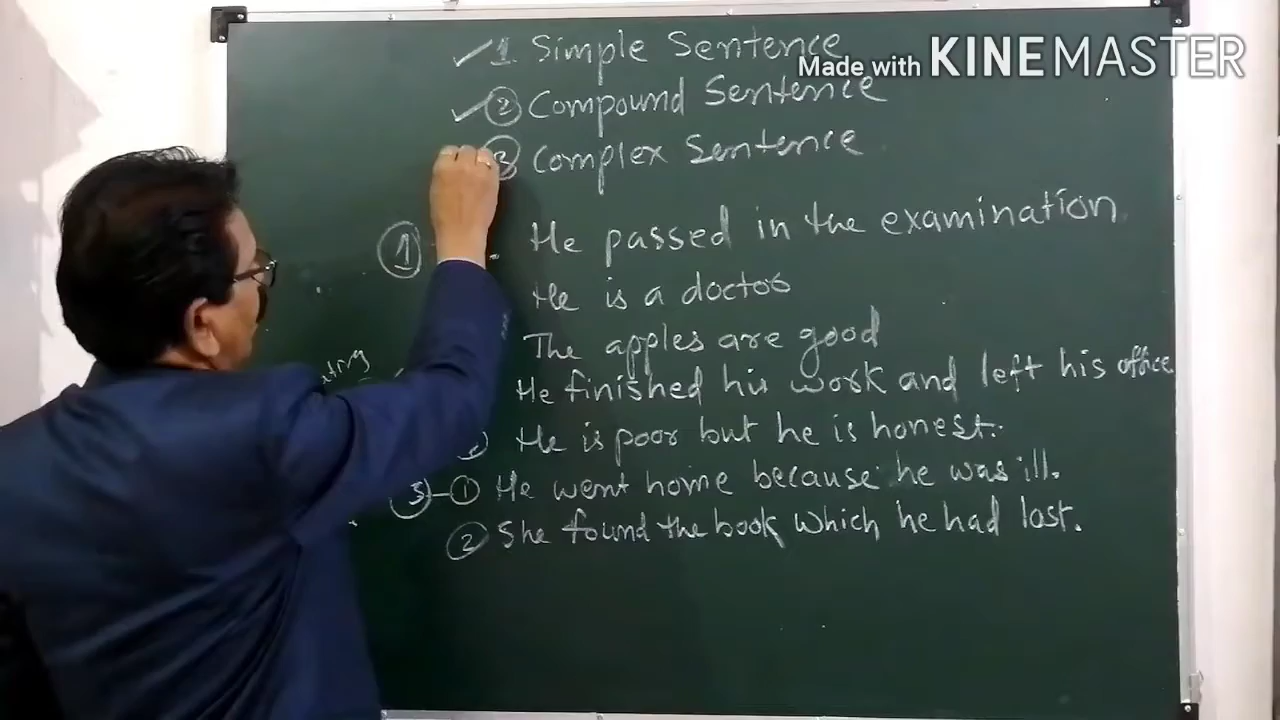 1. Simple Sentence
Made with KINEMASTER
② Compound Sentence
③ Complex Sentence
① He passed in the examination
He is a doctor
The apples are good
He finished his work and left his office
He is poor but he is honest.
③-① He went home because he was ill.
② She found the book which he had lost.